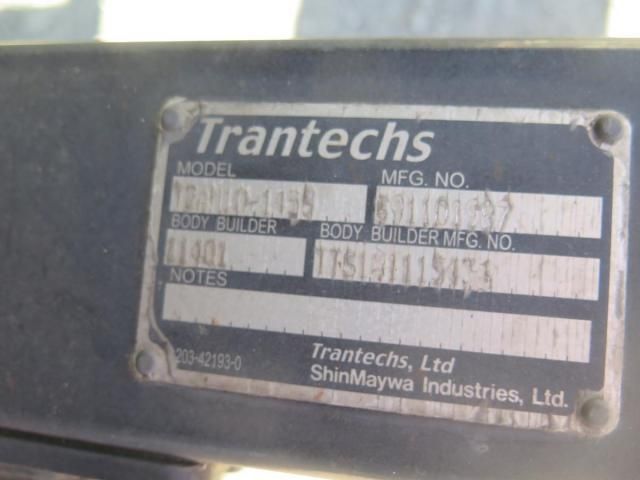 Trantechs
MODEL MFG. NO.
BODY BUILDER BODY BUILDER MFG. NO.
11401
NOTES
203-42193-0
Trantechs, Ltd
ShinMaywa Industries, Ltd.